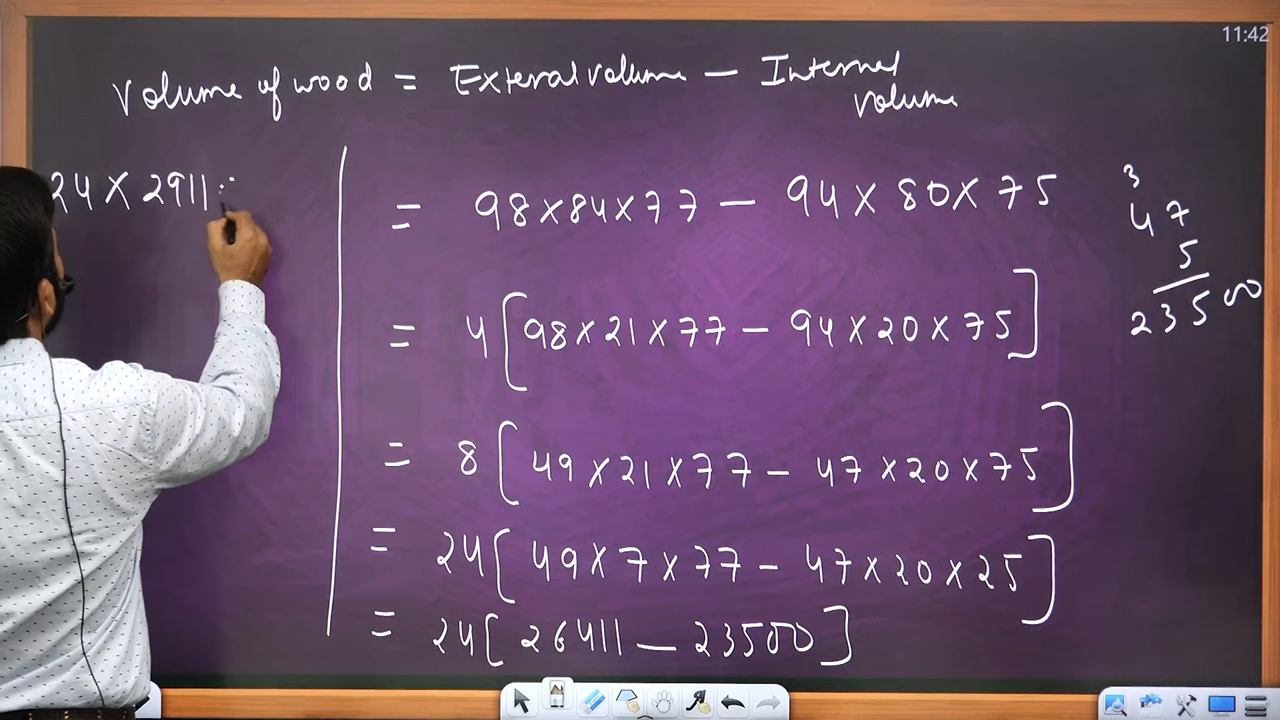 11:42
Volume of wood = Exteral volume – Internal
volume
24 × 2911
= 98×84×77 – 94×80×75
= 4[98×21×77 – 94×20×75]
= 8[49×21×77 – 47×20×75]
= 24[49×7×77 – 47×20×25]
= 24[26411 – 23500]
3
47
5
23500